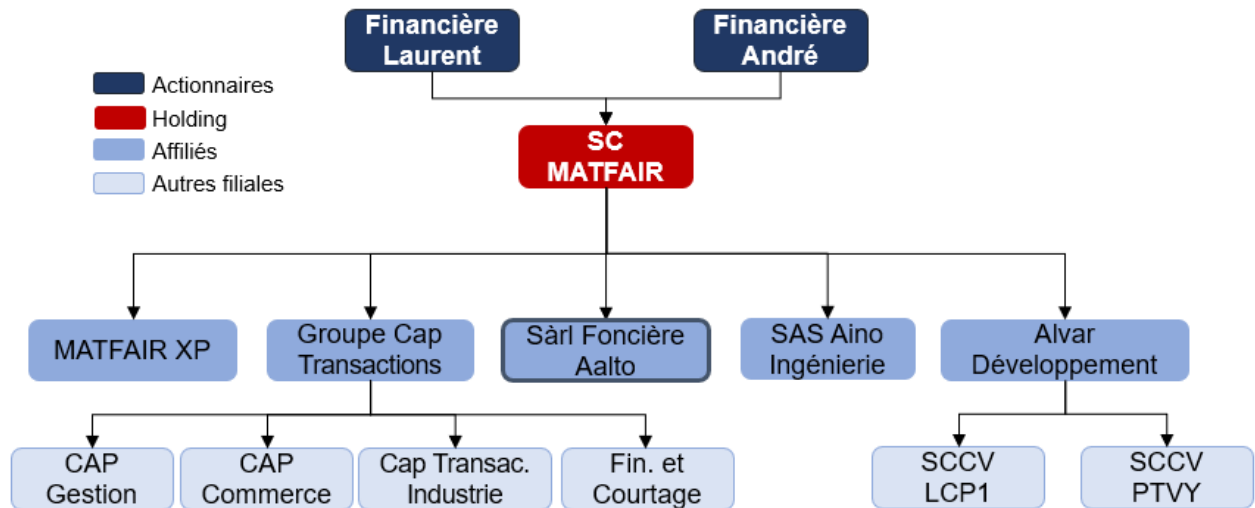 Financière
Laurent
Financière
André
Actionnaires
Holding
Affiliés
Autres filiales
SC
MATFAIR
MATFAIR XP
Groupe Cap
Transactions
Sàrl Foncière
Aalto
SAS Aino
Ingénierie
Alvar
Développement
CAP
Gestion
CAP
Commerce
Cap Transac.
Industrie
Fin. et
Courtage
SCCV
LCP1
SCCV
PTVY